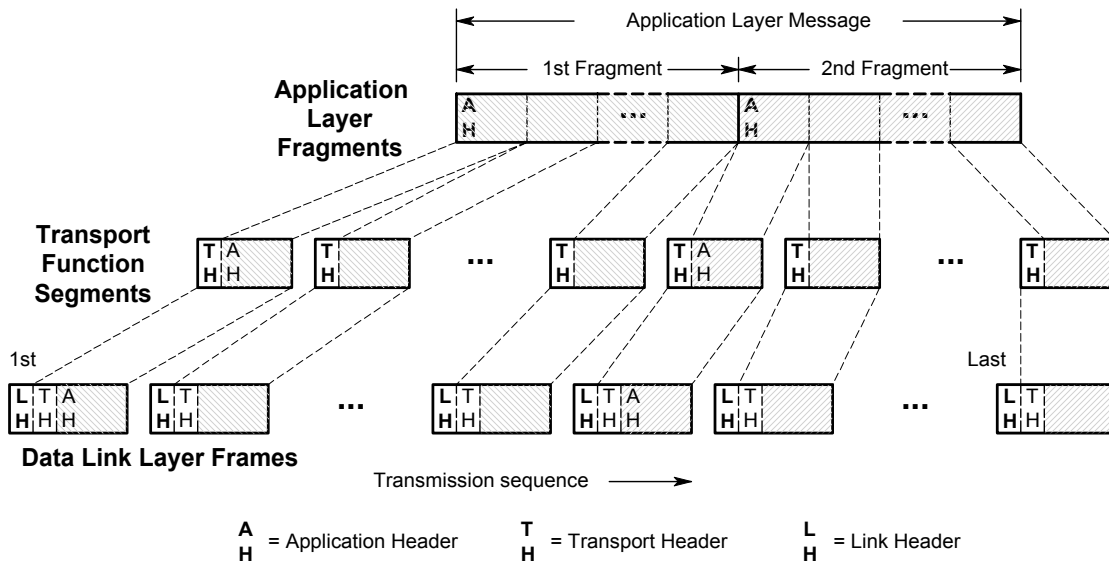 Application Layer Message
1st Fragment
2nd Fragment
Application
Layer
Fragments
A
H
...
A
H
...
Transport
Function
Segments
T
H
A
H
T
H
...
T
H
T
H
A
H
T
H
...
T
H
1st
Last
L
H
T
H
A
H
L
H
T
H
...
L
H
T
H
L
H
T
H
A
H
L
H
T
H
...
L
H
T
H
Data Link Layer Frames
Transmission sequence
A
H
= Application Header
T
H
= Transport Header
L
H
= Link Header